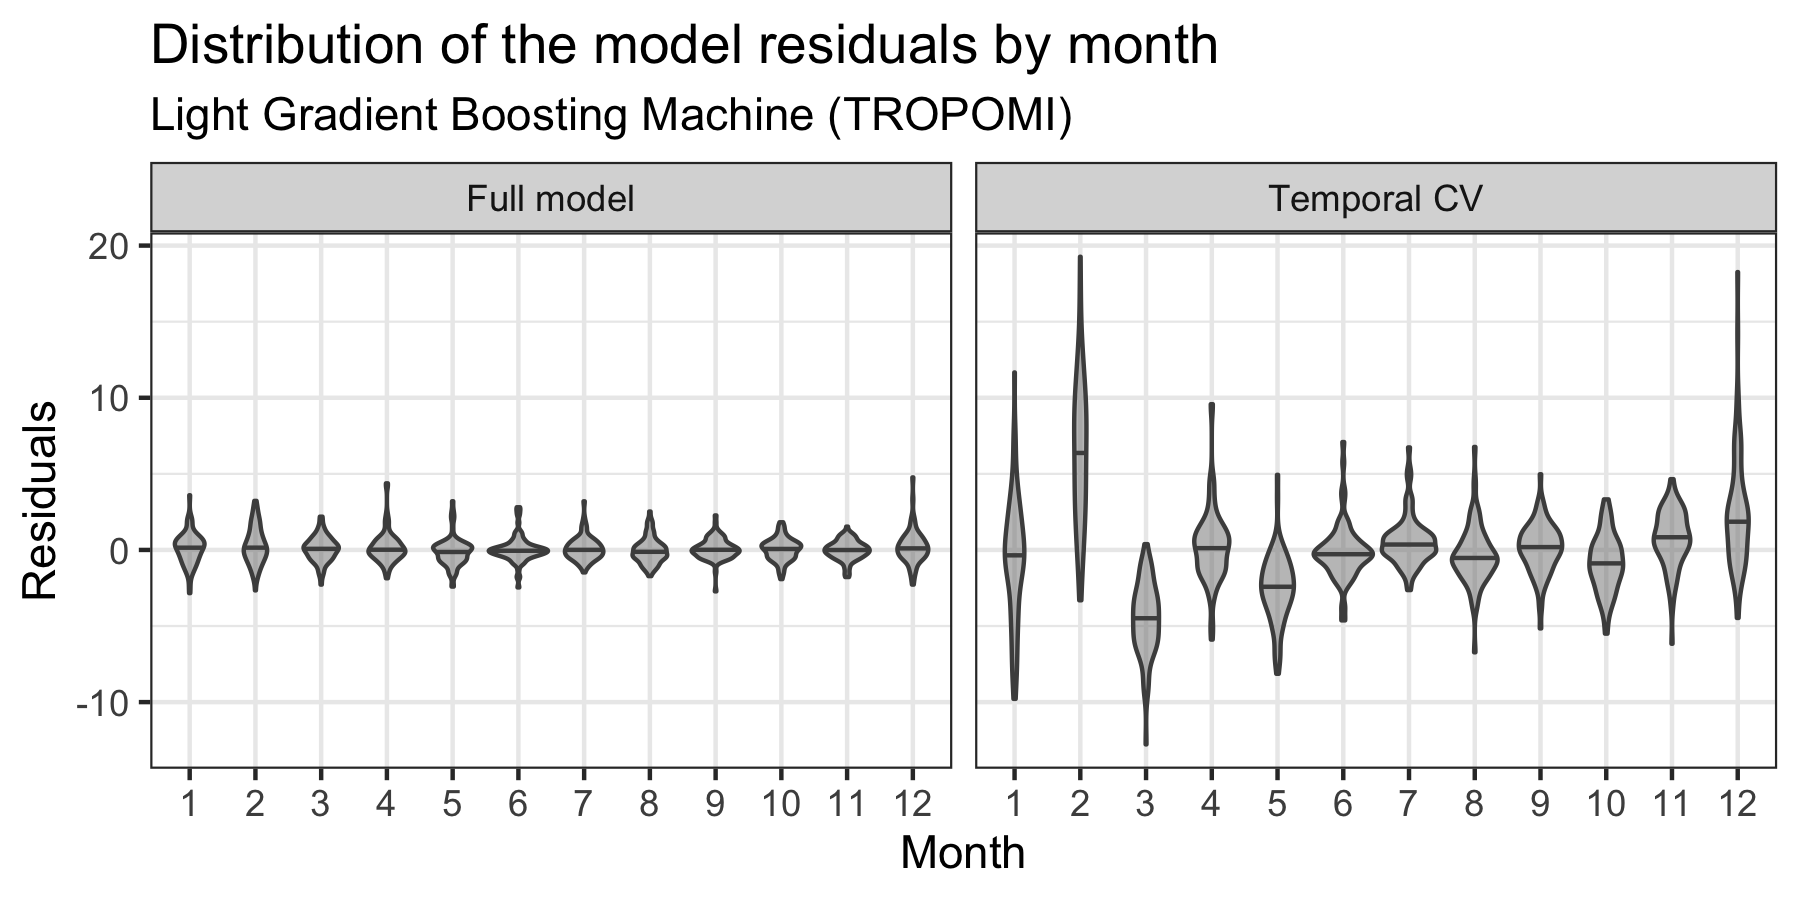 Distribution of the model residuals by month
Light Gradient Boosting Machine (TROPOMI)
Full model
Temporal CV
Residuals
20
10
0
-10
1 2 3 4 5 6 7 8 9 10 11 12
1 2 3 4 5 6 7 8 9 10 11 12
Month